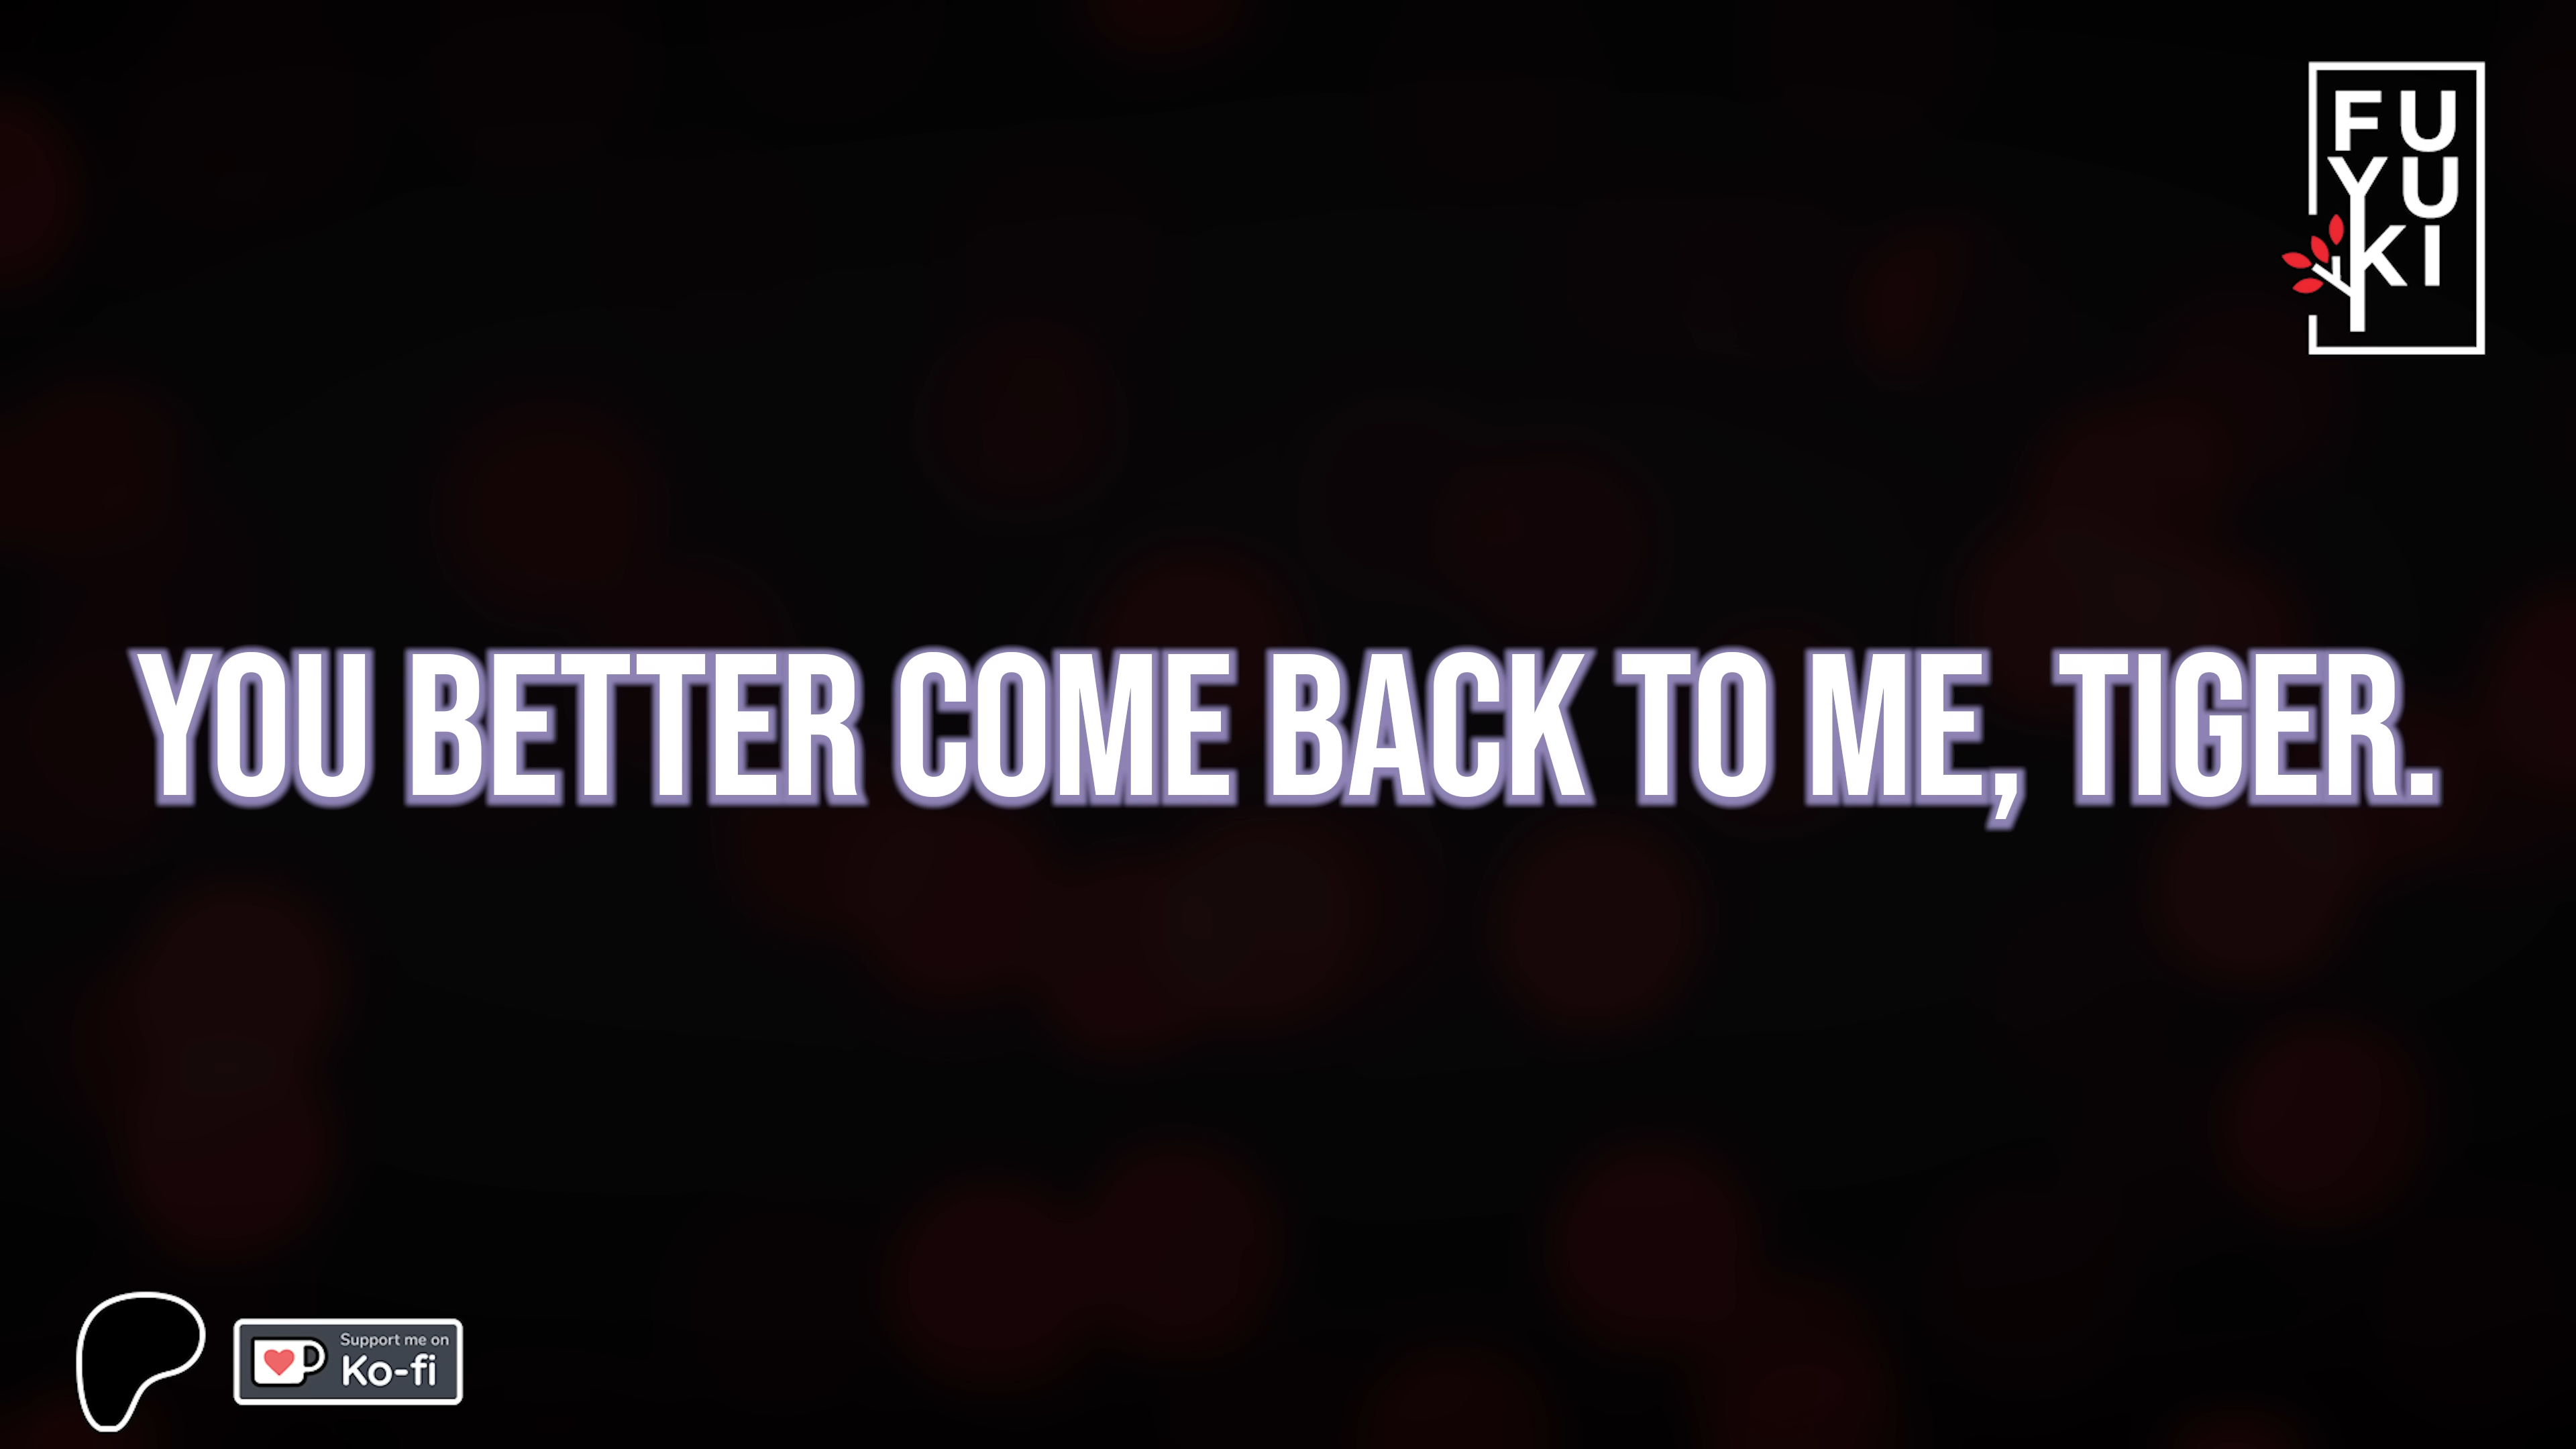 FU
YU
KI
YOU BETTER COME BACK TO ME, TIGER.
Support me on
Ko-fi